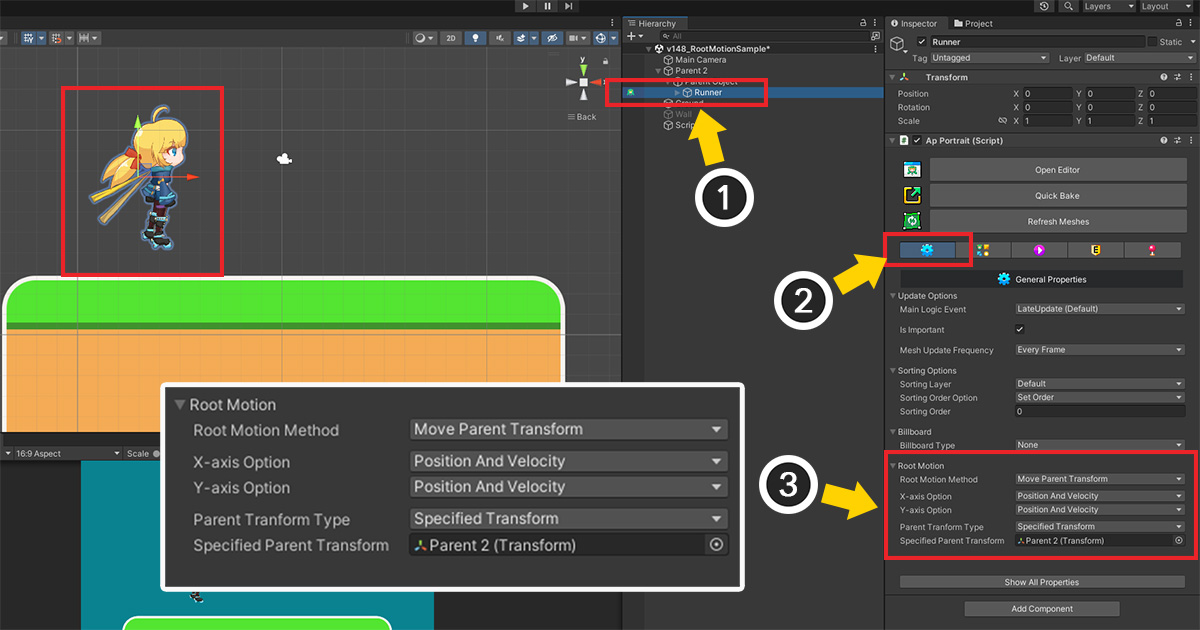 Layers
Layout
2D
Back
16:9 Aspect
Scale
Hierarchy
All
v148_RootMotionSample*
Main Camera
Parent 2
Parent Object
Runner
Ground
Wall
Scrip
1
2
3
Inspector
Project
Runner
Static
Tag Untagged
Layer Default
Transform
Position X 0 Y 0 Z 0
Rotation X 0 Y 0 Z 0
Scale X 1 Y 1 Z 1
Ap Portrait (Script)
Open Editor
Quick Bake
Refresh Meshes
E
General Properties
Update Options
Main Logic Event LateUpdate (Default)
Is Important
Mesh Update Frequency Every Frame
Sorting Options
Sorting Layer Default
Sorting Order Option Set Order
Sorting Order 0
Billboard
Billboard Type None
Root Motion
Root Motion Method Move Parent Transform
X-axis Option Position And Velocity
Y-axis Option Position And Velocity
Parent Tranform Type Specified Transform
Specified Parent Transform Parent 2 (Transform)
Show All Properties
Add Component
Root Motion
Root Motion Method Move Parent Transform
X-axis Option Position And Velocity
Y-axis Option Position And Velocity
Parent Tranform Type Specified Transform
Specified Parent Transform Parent 2 (Transform)